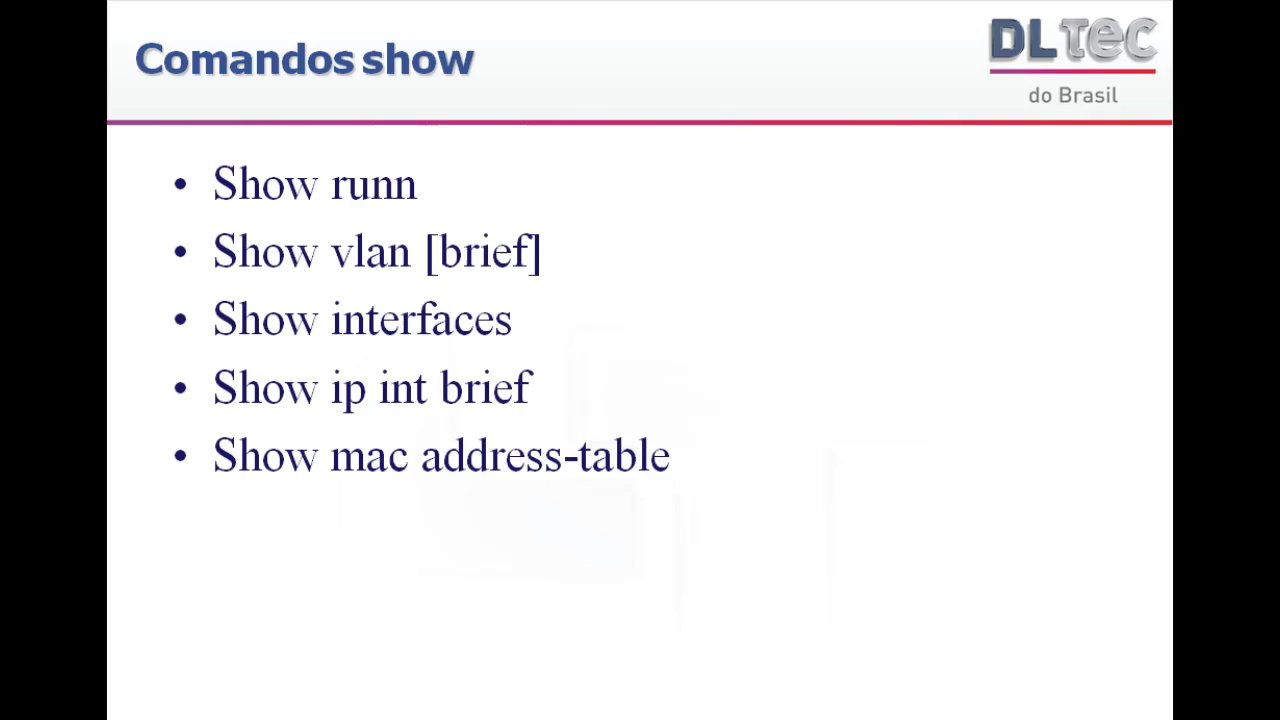 Comandos show
DLTec
do Brasil
• Show runn
• Show vlan [brief]
• Show interfaces
• Show ip int brief
• Show mac address-table